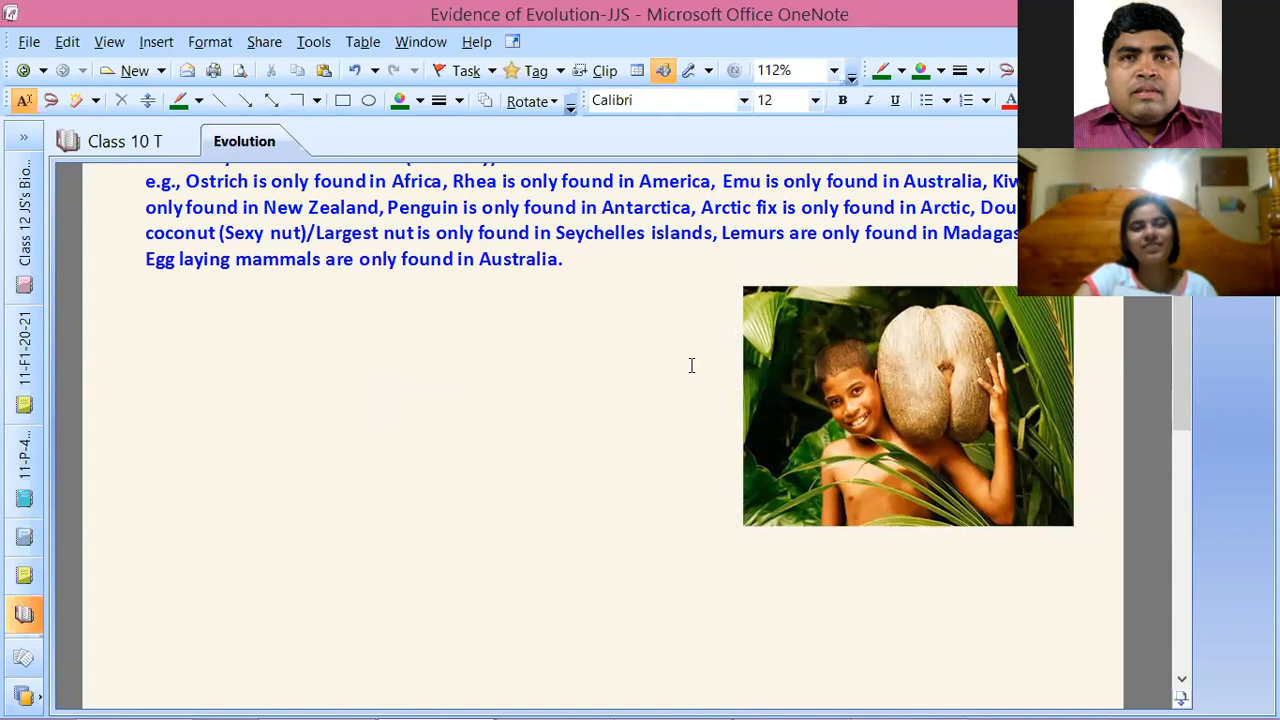 Evidence of Evolution-JJS - Microsoft Office OneNote
File Edit View Insert Format Share Tools Table Window Help
New Task Tag Clip 112%
Rotate Calibri 12 B I U A
Class 10 T Evolution
Class 12 JS's Bio...
11-F1-20-21
11-P-4...
e.g., Ostrich is only found in Africa, Rhea is only found in America, Emu is only found in Australia,
only found in New Zealand, Penguin is only found in Antarctica, Arctic fix is only found in Arctic,
coconut (Sexy nut)/Largest nut is only found in Seychelles islands, Lemurs are only found in
Egg laying mammals are only found in Australia.